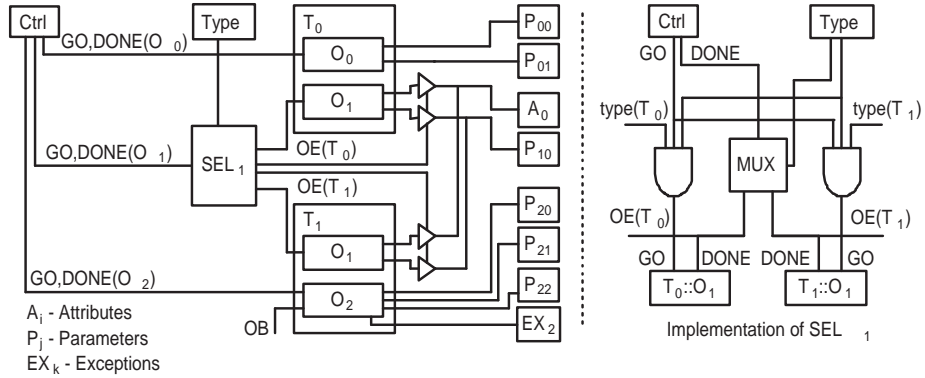 Ctrl
Type
GO,DONE(O 0)
T0
O0
O1
P00
P01
A0
P10
GO,DONE(O 1)
SEL 1
OE(T0)
OE(T1)
T1
O1
O2
P20
P21
P22
EX2
GO,DONE(O 2)
OB
Ai - Attributes
Pj - Parameters
EXk - Exceptions
Ctrl
Type
GO
DONE
type(T0)
type(T1)
MUX
OE(T0)
OE(T1)
GO
DONE
DONE
GO
T0::O1
T1::O1
Implementation of SEL 1